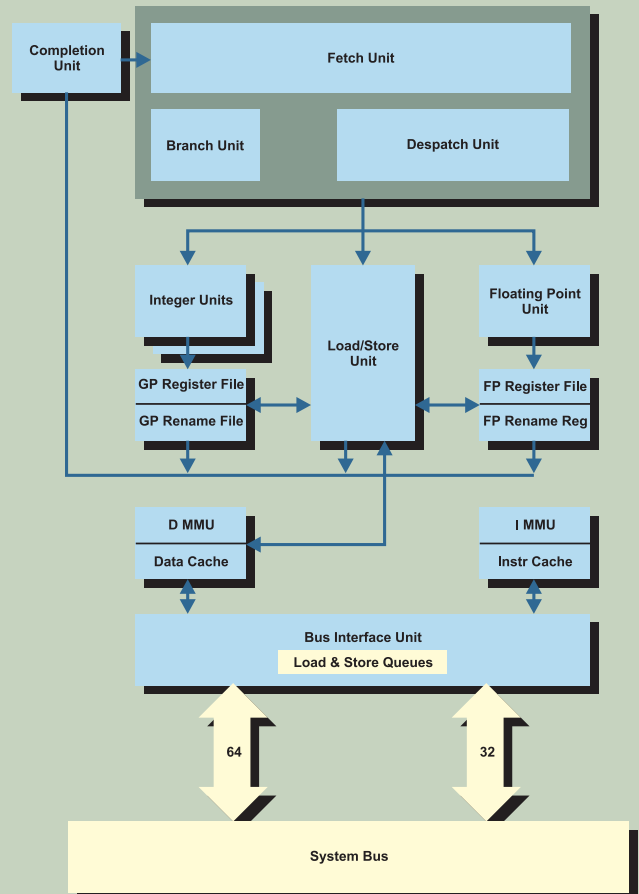 Completion
Unit
Fetch Unit
Branch Unit
Despatch Unit
Integer Units
Load/Store
Unit
Floating Point
Unit
GP Register File
GP Rename File
FP Register File
FP Rename Reg
D MMU
Data Cache
I MMU
Instr Cache
Bus Interface Unit
Load & Store Queues
64
32
System Bus